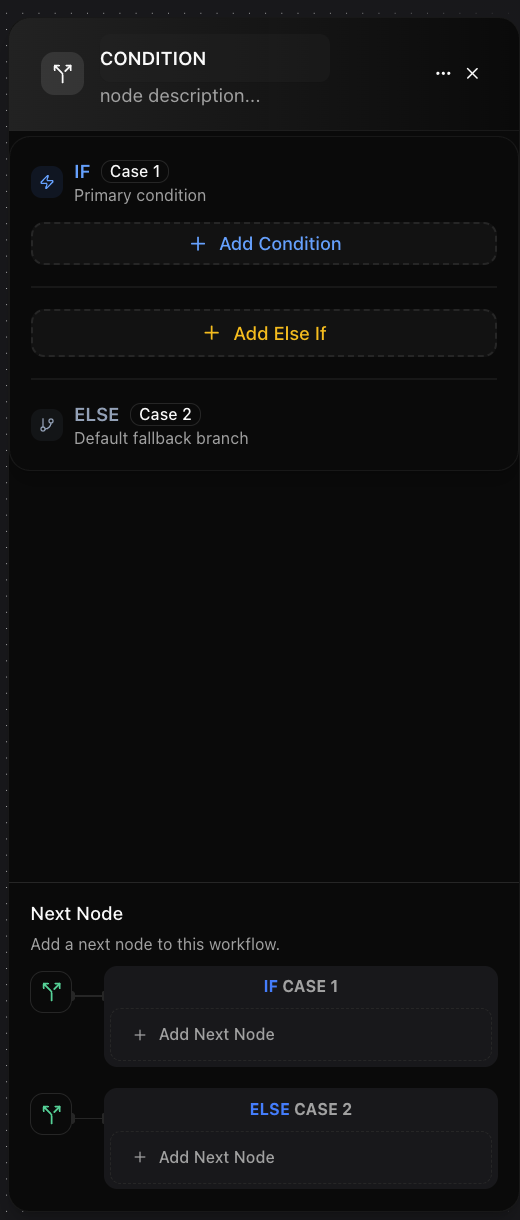 CONDITION
node description...
IF Case 1
Primary condition
+ Add Condition
+ Add Else If
ELSE Case 2
Default fallback branch
Next Node
Add a next node to this workflow.
IF CASE 1
+ Add Next Node
ELSE CASE 2
+ Add Next Node